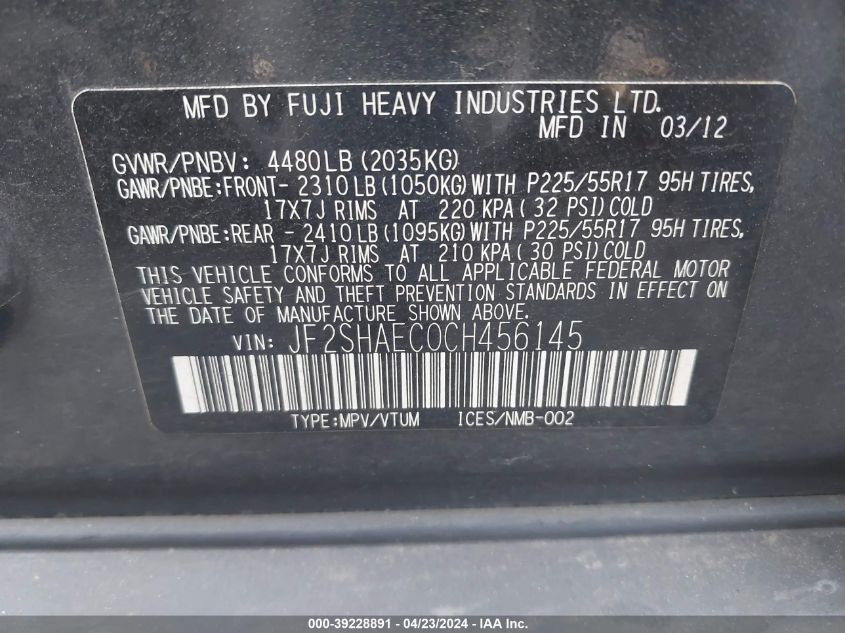 MFD BY FUJI HEAVY INDUSTRIES LTD.
MFD IN 03/12
GVWR/PNBV: 4480LB (2035KG)
GAWR/PNBE:FRONT- 2310LB (1050KG) WITH P225/55R17 95H TIRES,
17X7J RIMS AT 220 KPA ( 32 PSI) COLD
GAWR/PNBE:REAR - 2410LB (1095KG) WITH P225/55R17 95H TIRES,
17X7J RIMS AT 210 KPA ( 30 PSI) COLD
THIS VEHICLE CONFORMS TO ALL APPLICABLE FEDERAL MOTOR
VEHICLE SAFETY AND THEFT PREVENTION STANDARDS IN EFFECT ON
THE DATE OF MANUFACTURE SHOWN ABOVE.
VIN: JF2SHAEC0CH456145
TYPE:MPV/VTUM ICES/NMB-002
000-39228891 - 04/23/2024 - IAA Inc.